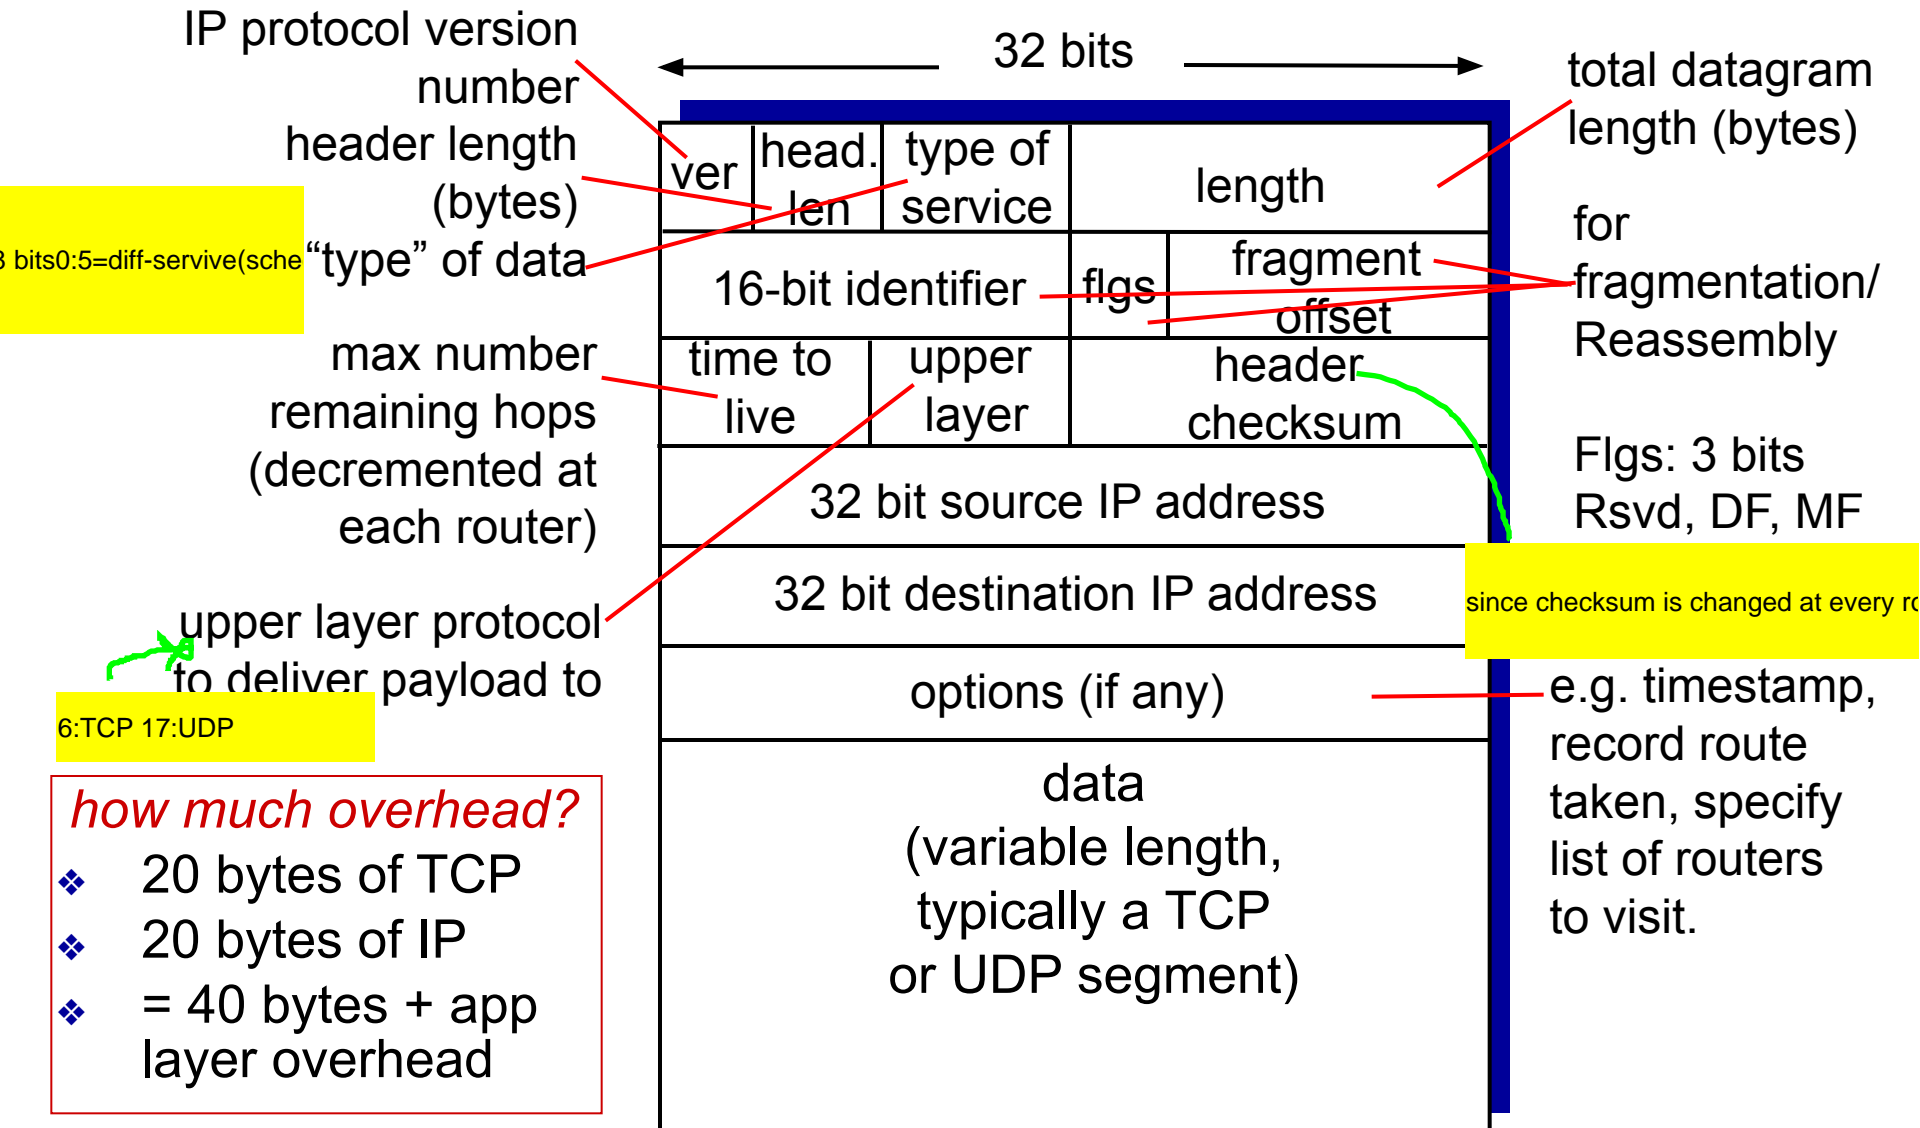 IP protocol version
number
header length
(bytes)
3 bits0:5=diff-servive(sche
“type” of data
max number
remaining hops
(decremented at
each router)
upper layer protocol
to deliver payload to
6:TCP 17:UDP
how much overhead?
❖ 20 bytes of TCP
❖ 20 bytes of IP
❖ = 40 bytes + app
layer overhead
32 bits
ver
head.
len
type of
service
length
16-bit identifier
flgs
fragment
offset
time to
live
upper
layer
header
checksum
32 bit source IP address
32 bit destination IP address
options (if any)
data
(variable length,
typically a TCP
or UDP segment)
total datagram
length (bytes)
for
fragmentation/
Reassembly
Flgs: 3 bits
Rsvd, DF, MF
since checksum is changed at every
e.g. timestamp,
record route
taken, specify
list of routers
to visit.